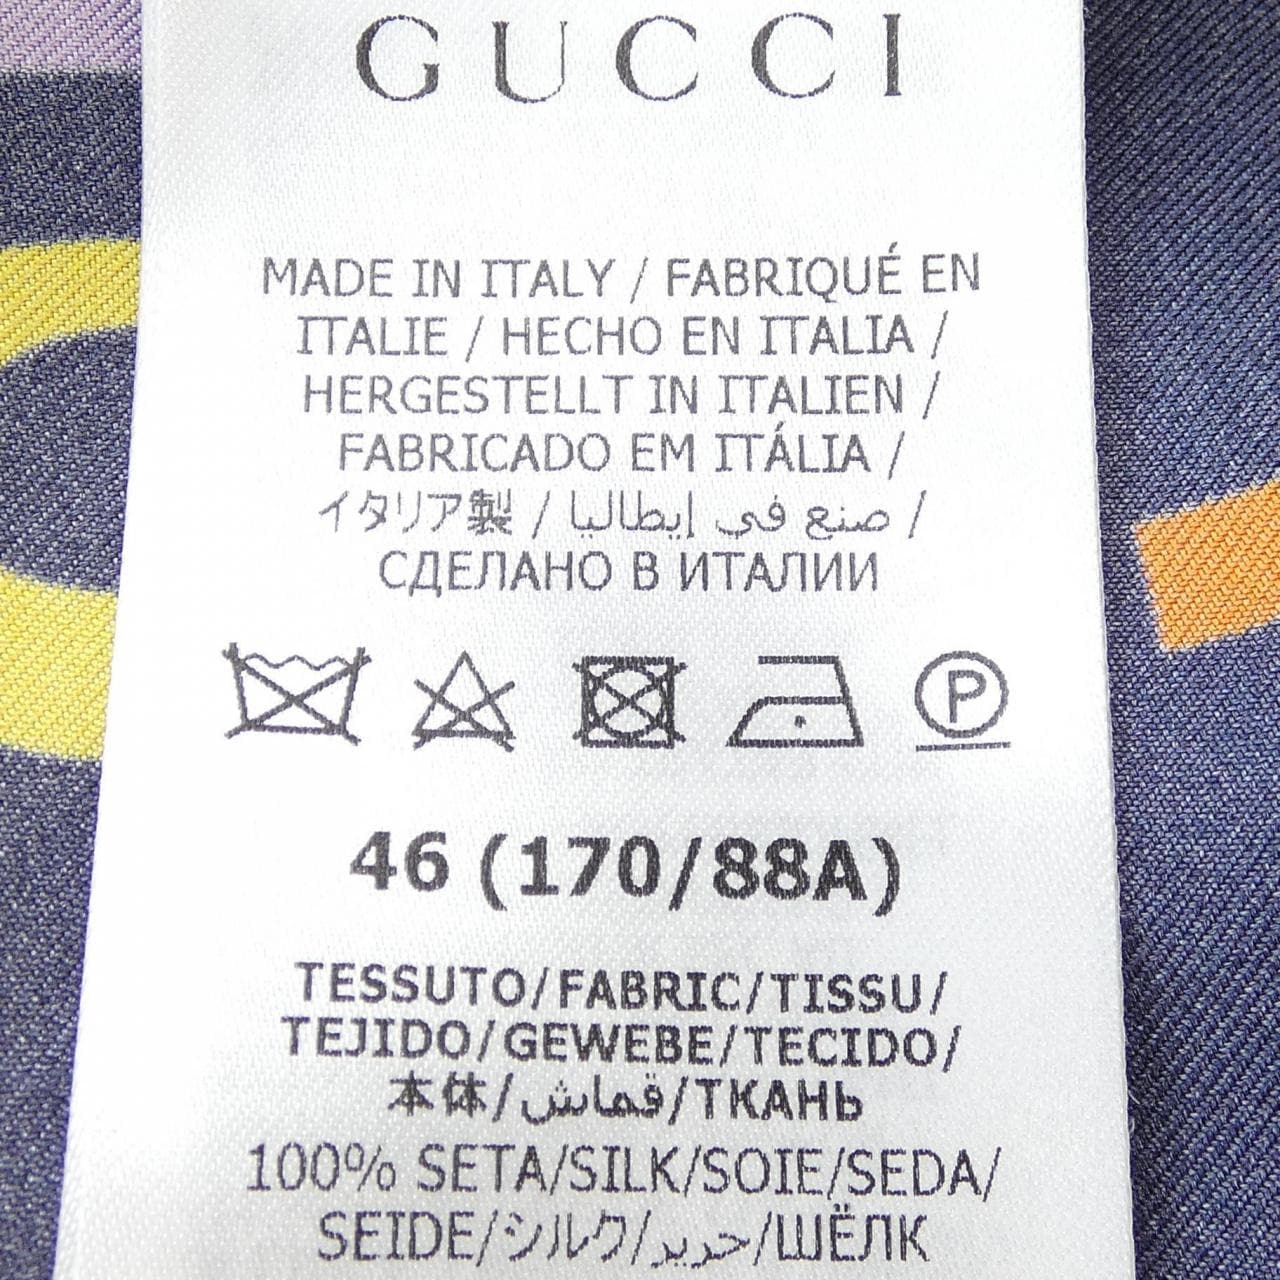 GUCCI
MADE IN ITALY / FABRIQUÉ EN
ITALIE / HECHO EN ITALIA /
HERGESTELLT IN ITALIEN /
FABRICADO EM ITÁLIA /
イタリア製 / صنع في إيطاليا /
СДЕЛАНО В ИТАЛИИ
P
46 (170/88A)
TESSUTO/FABRIC/TISSU/
TEJIDO/GEWEBE/TECIDO/
本体/قماش/ТКАНЬ
100% SETA/SILK/SOIE/SEDA/
SEIDE/シルク/حرير/ШЁЛК